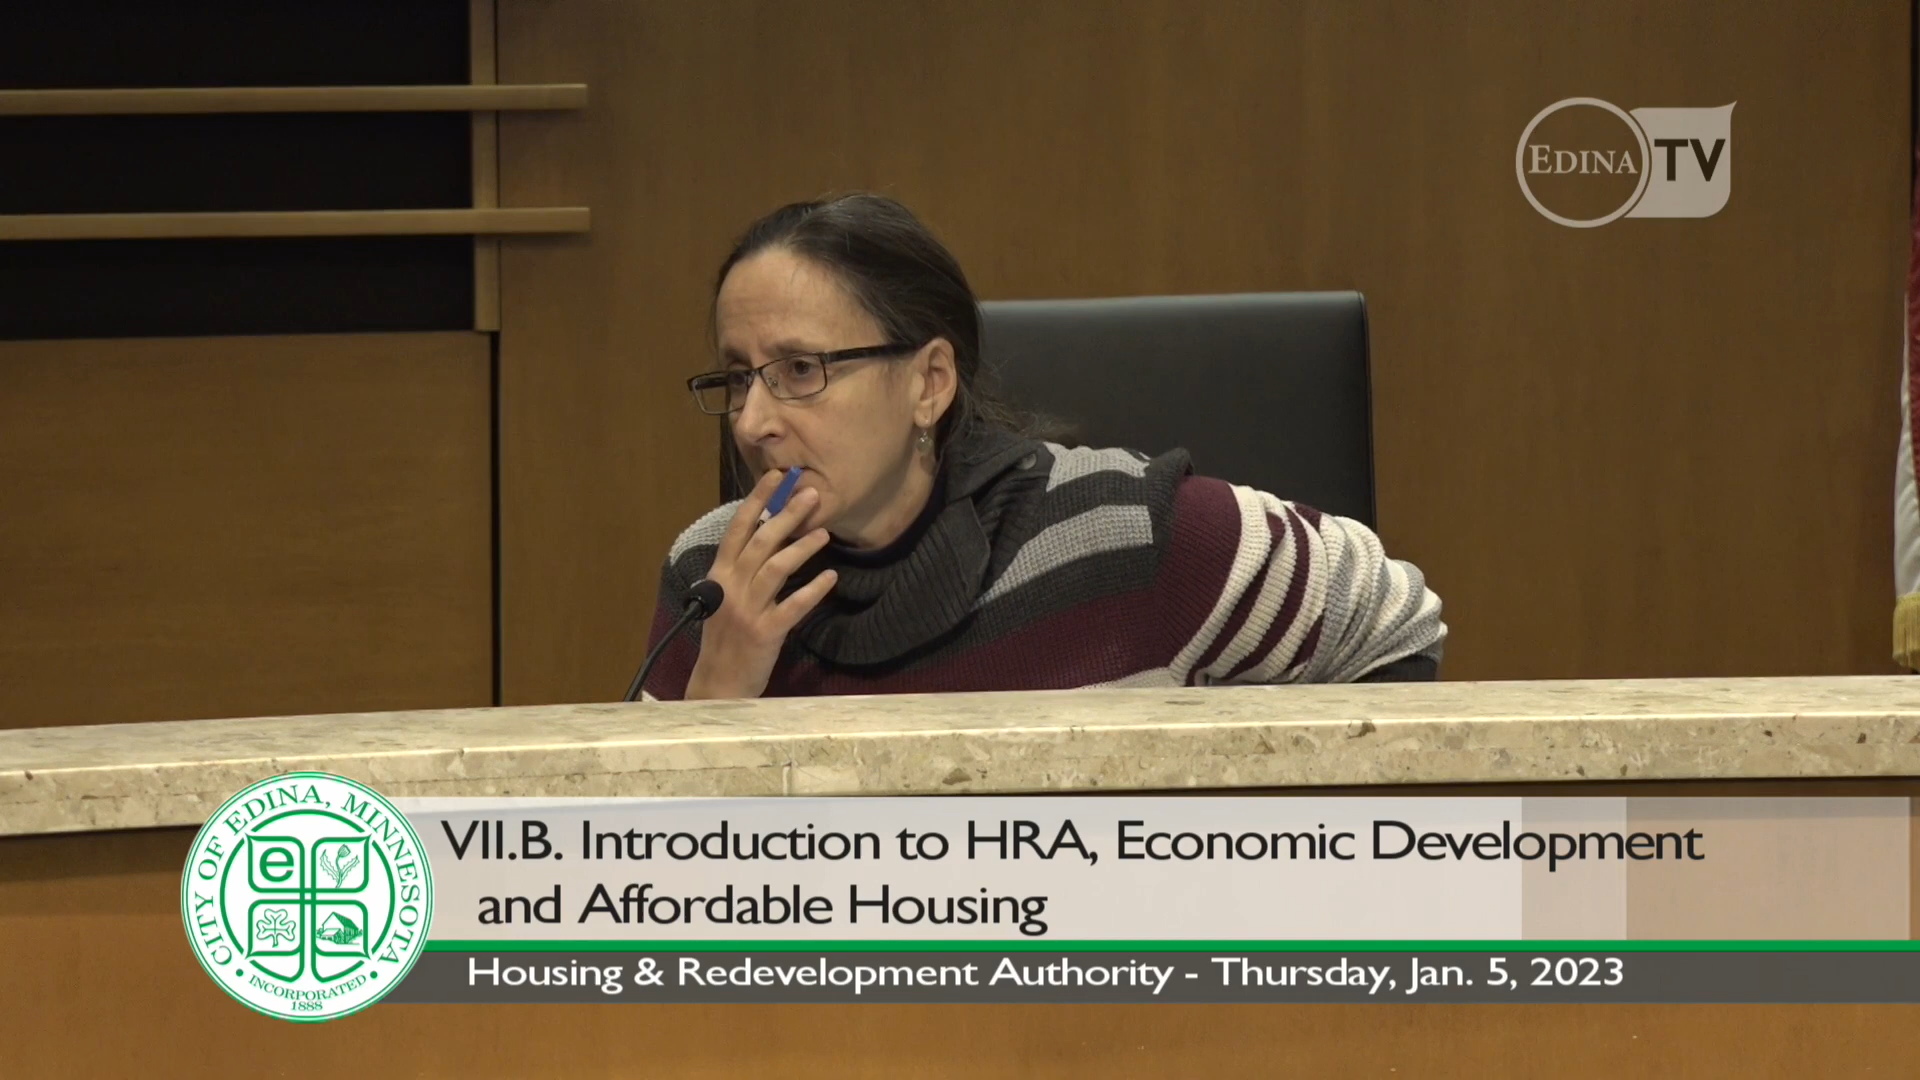 EDINA TV
VII.B. Introduction to HRA, Economic Development
and Affordable Housing
Housing & Redevelopment Authority - Thursday, Jan. 5, 2023
CITY OF EDINA, MINNESOTA
e
• INCORPORATED •
1888